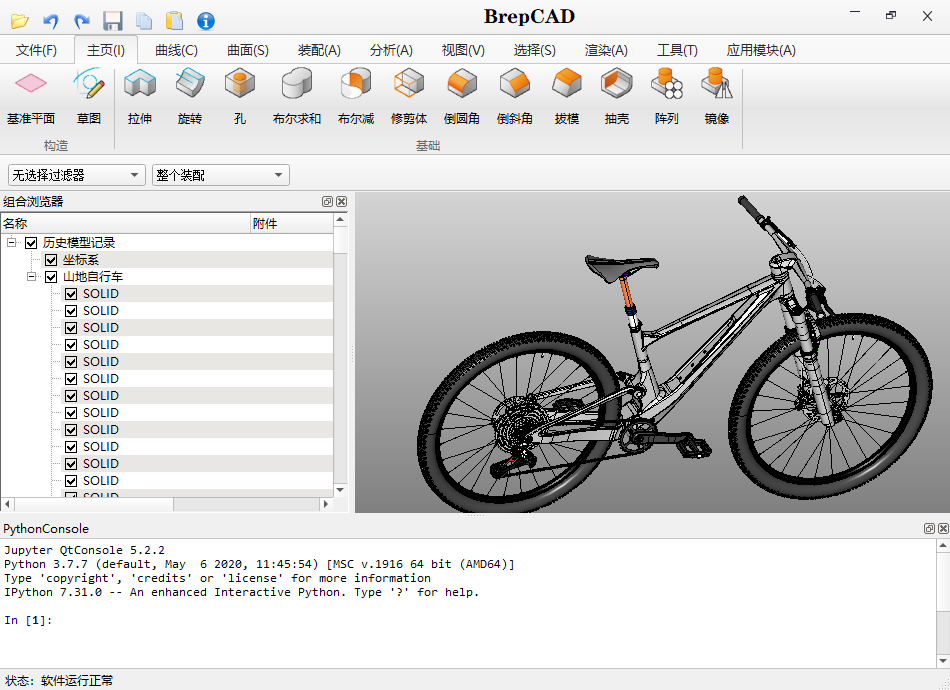 BrepCAD
文件(F) 主页(I) 曲线(C) 曲面(S) 装配(A) 分析(A) 视图(V) 选择(S) 渲染(A) 工具(T) 应用模块(A)
基准平面 草图 拉伸 旋转 孔 布尔求和 布尔减 修剪体 倒圆角 倒斜角 拔模 抽壳 阵列 镜像
构造 基础
无选择过滤器 整个装配
组合浏览器
名称 附件
历史模型记录
坐标系
山地自行车
SOLID
SOLID
SOLID
SOLID
SOLID
SOLID
SOLID
SOLID
SOLID
SOLID
SOLID
SOLID
SOLID
PythonConsole
Jupyter QtConsole 5.2.2
Python 3.7.7 (default, May  6 2020, 11:45:54) [MSC v.1916 64 bit (AMD64)]
Type 'copyright', 'credits' or 'license' for more information
IPython 7.31.0 -- An enhanced Interactive Python. Type '?' for help.
In [1]:
状态: 软件运行正常